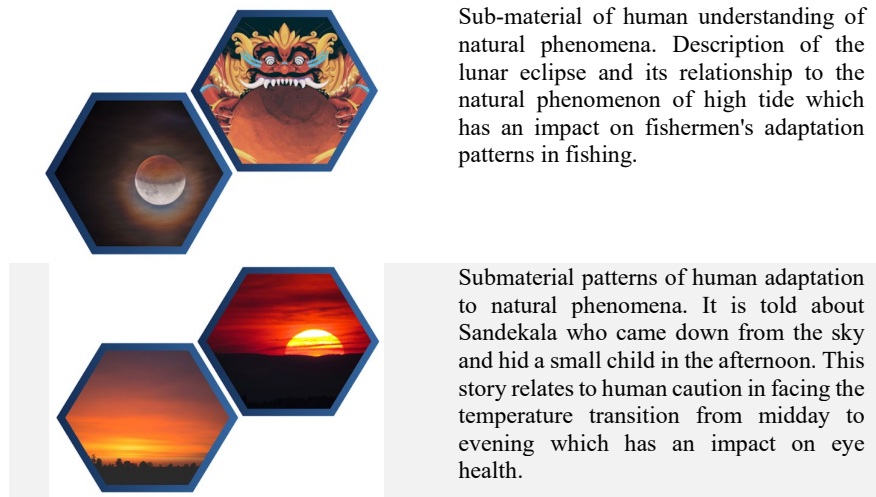 Sub-material of human understanding of
natural phenomena. Description of the
lunar eclipse and its relationship to the
natural phenomenon of high tide which
has an impact on fishermen's adaptation
patterns in fishing.
Submaterial patterns of human adaptation
to natural phenomena. It is told about
Sandekala who came down from the sky
and hid a small child in the afternoon. This
story relates to human caution in facing the
temperature transition from midday to
evening which has an impact on eye
health.